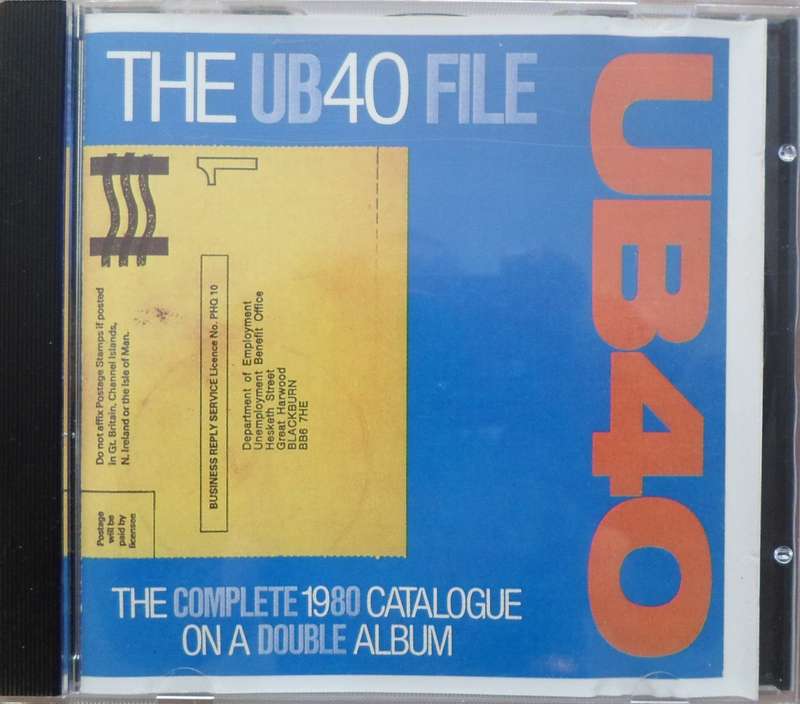 THE UB40 FILE
UB40
1
Do not affix Postage Stamps if posted
in Gt. Britain, Channel Islands,
N. Ireland or the Isle of Man.
BUSINESS REPLY SERVICE Licence No. PHQ 10
Department of Employment
Unemployment Benefit Office
Hesketh Street
Great Harwood
BLACKBURN
BB6 7HE
Postage
will be
paid by
licensee
THE COMPLETE 1980 CATALOGUE
ON A DOUBLE ALBUM